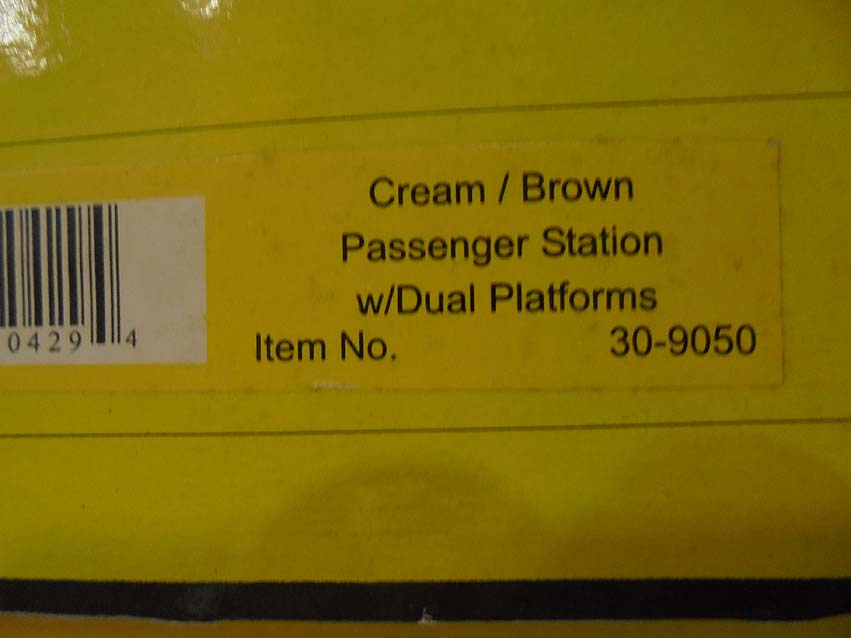 Cream / Brown
Passenger Station
w/Dual Platforms
Item No. 30-9050
0429 4